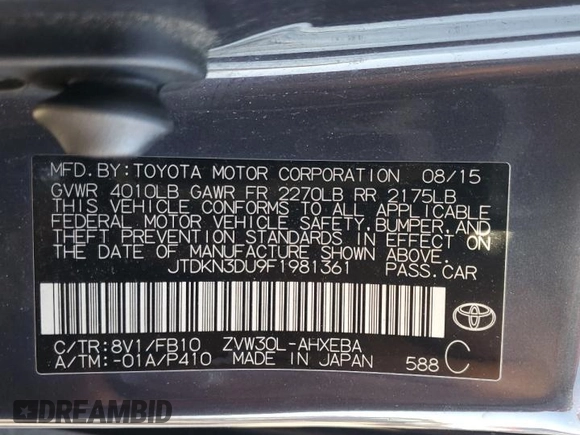 MFD.BY:TOYOTA MOTOR CORPORATION 08/15
GVWR 4010LB GAWR FR 2270LB RR 2175LB
THIS VEHICLE CONFORMS TO ALL APPLICABLE
FEDERAL MOTOR VEHICLE SAFETY,BUMPER,AND
THEFT PREVENTION STANDARDS IN EFFECT ON
THE DATE OF MANUFACTURE SHOWN ABOVE.
JTDKN3DU9F1981361 PASS.CAR
C/TR:8V1/FB10 ZVW30L-AHXEBA
A/TM:-01A/P410 MADE IN JAPAN 588 C
DREAMBID